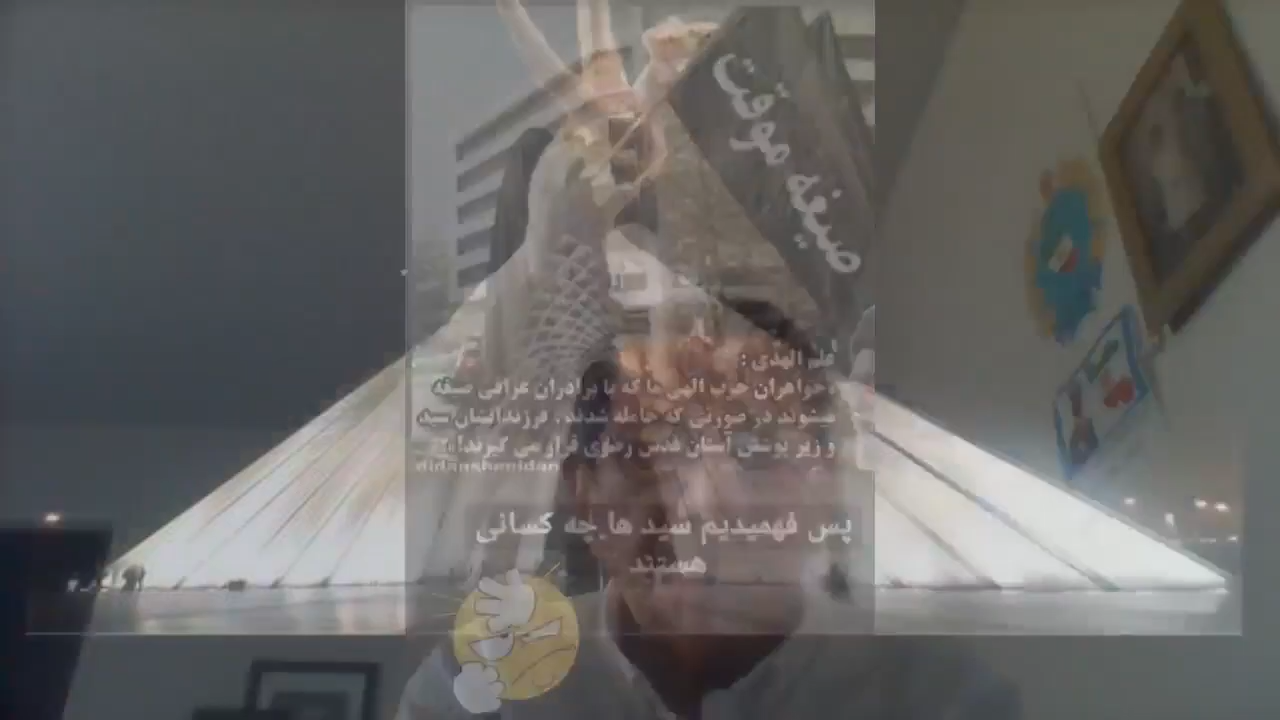 صیغه موقت
علم الهدی :
خواهران حزب الهی ما که با برادران عراقی صیغه
میشوند در صورتی که حامله شدند ، فرزندانشان سید
و زیر پوشش آستان قدس رضوی قرار می گیرند!
didanshenidan
پس فهمیدیم سید ها چه کسانی
هستند